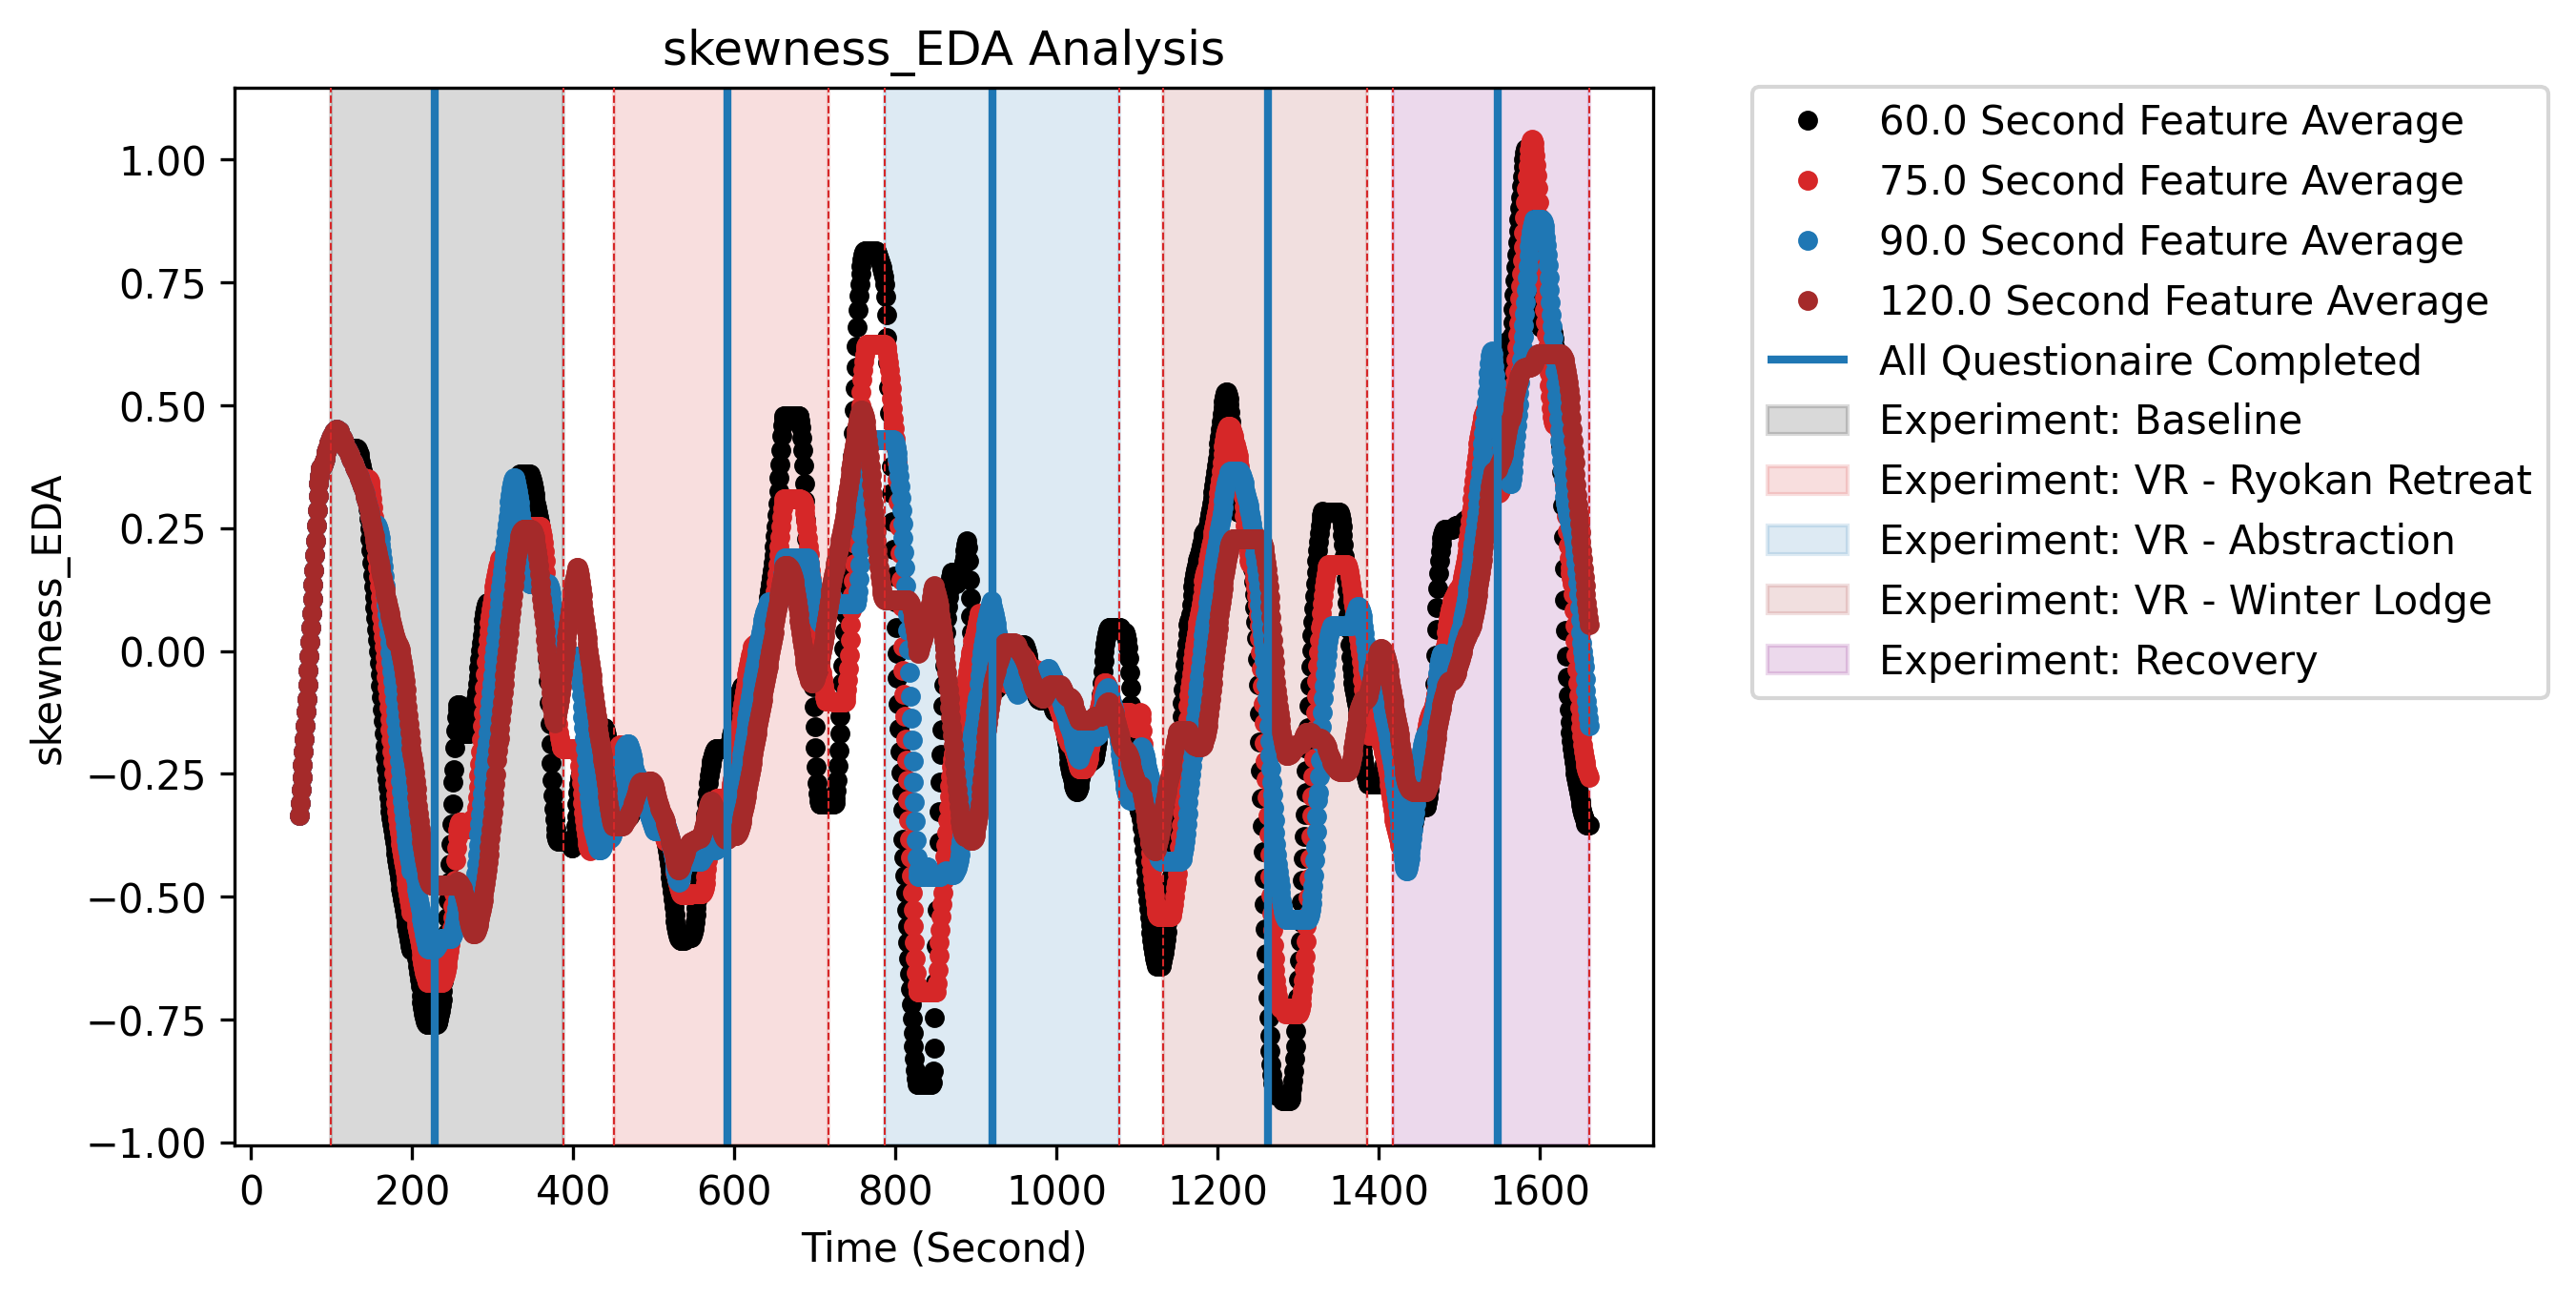 skewness_EDA Analysis
skewness_EDA
1.00
0.75
0.50
0.25
0.00
−0.25
−0.50
−0.75
−1.00
0 200 400 600 800 1000 1200 1400 1600
Time (Second)
60.0 Second Feature Average
75.0 Second Feature Average
90.0 Second Feature Average
120.0 Second Feature Average
All Questionaire Completed
Experiment: Baseline
Experiment: VR - Ryokan Retreat
Experiment: VR - Abstraction
Experiment: VR - Winter Lodge
Experiment: Recovery